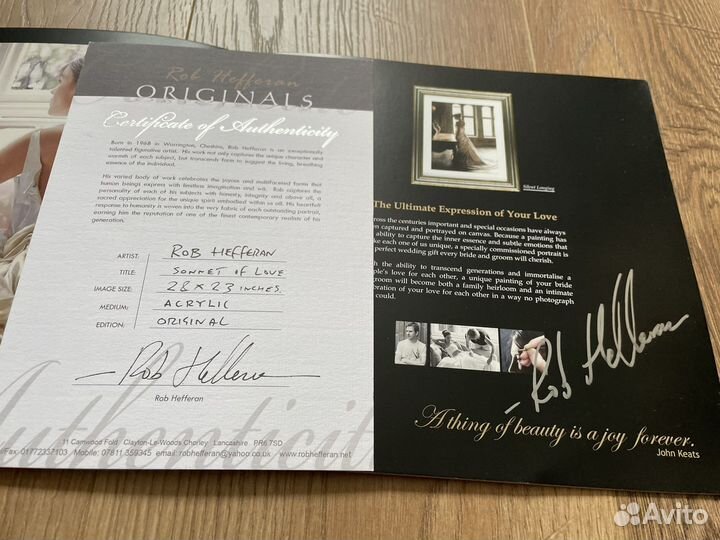 Rob Hefferan
ORIGINALS
Certificate of Authenticity
Born in 1968 in Warrington, Cheshire, Rob Hefferan is an exceptionally
talented figurative artist. His work not only captures the unique character and
warmth of each subject, but transcends form to suggest the living, breathing
essence of the individual.
His varied body of work celebrates the joyous and multifaceted form that
human beings express with limitless imagination and wit. Rob captures the
personality of each of his subjects with honesty, integrity and above all, a
sacred appreciation for the unique spirit embodied within us all. His heartfelt
response to humanity is woven into the very fabric of each outstanding portrait,
earning him the reputation of one of the finest contemporary realists of his
generation.
ARTIST: ROB HEFFERAN
TITLE: SONNET OF LOVE
IMAGE SIZE: 28 x 23 INCHES.
MEDIUM: ACRYLIC
EDITION: ORIGINAL
Rob Hefferan
Rob Hefferan
Authenticit
11 Camwood Fold Clayton-Le-Woods Chorley Lancashire PR6 7SD
/Fax: 01772337103 Mobile: 07811 359345 email: robhefferan@yahoo.co.uk www.robhefferan.net
Silent Longing
The Ultimate Expression of Your Love
ross the centuries important and special occasions have always
en captured and portrayed on canvas. Because a painting has
ability to capture the inner essence and subtle emotions that
ke each one of us unique, a specially commissioned portrait is
perfect wedding gift every bride and groom will cherish.
h the ability to transcend generations and immortalise a
ple's love for each other, a unique painting of your bride
room will become both a family heirloom and an intimate
bration of your love for each other in a way no photograph
could.
Rob Hefferan
A thing of beauty is a joy forever.
John Keats
Avito